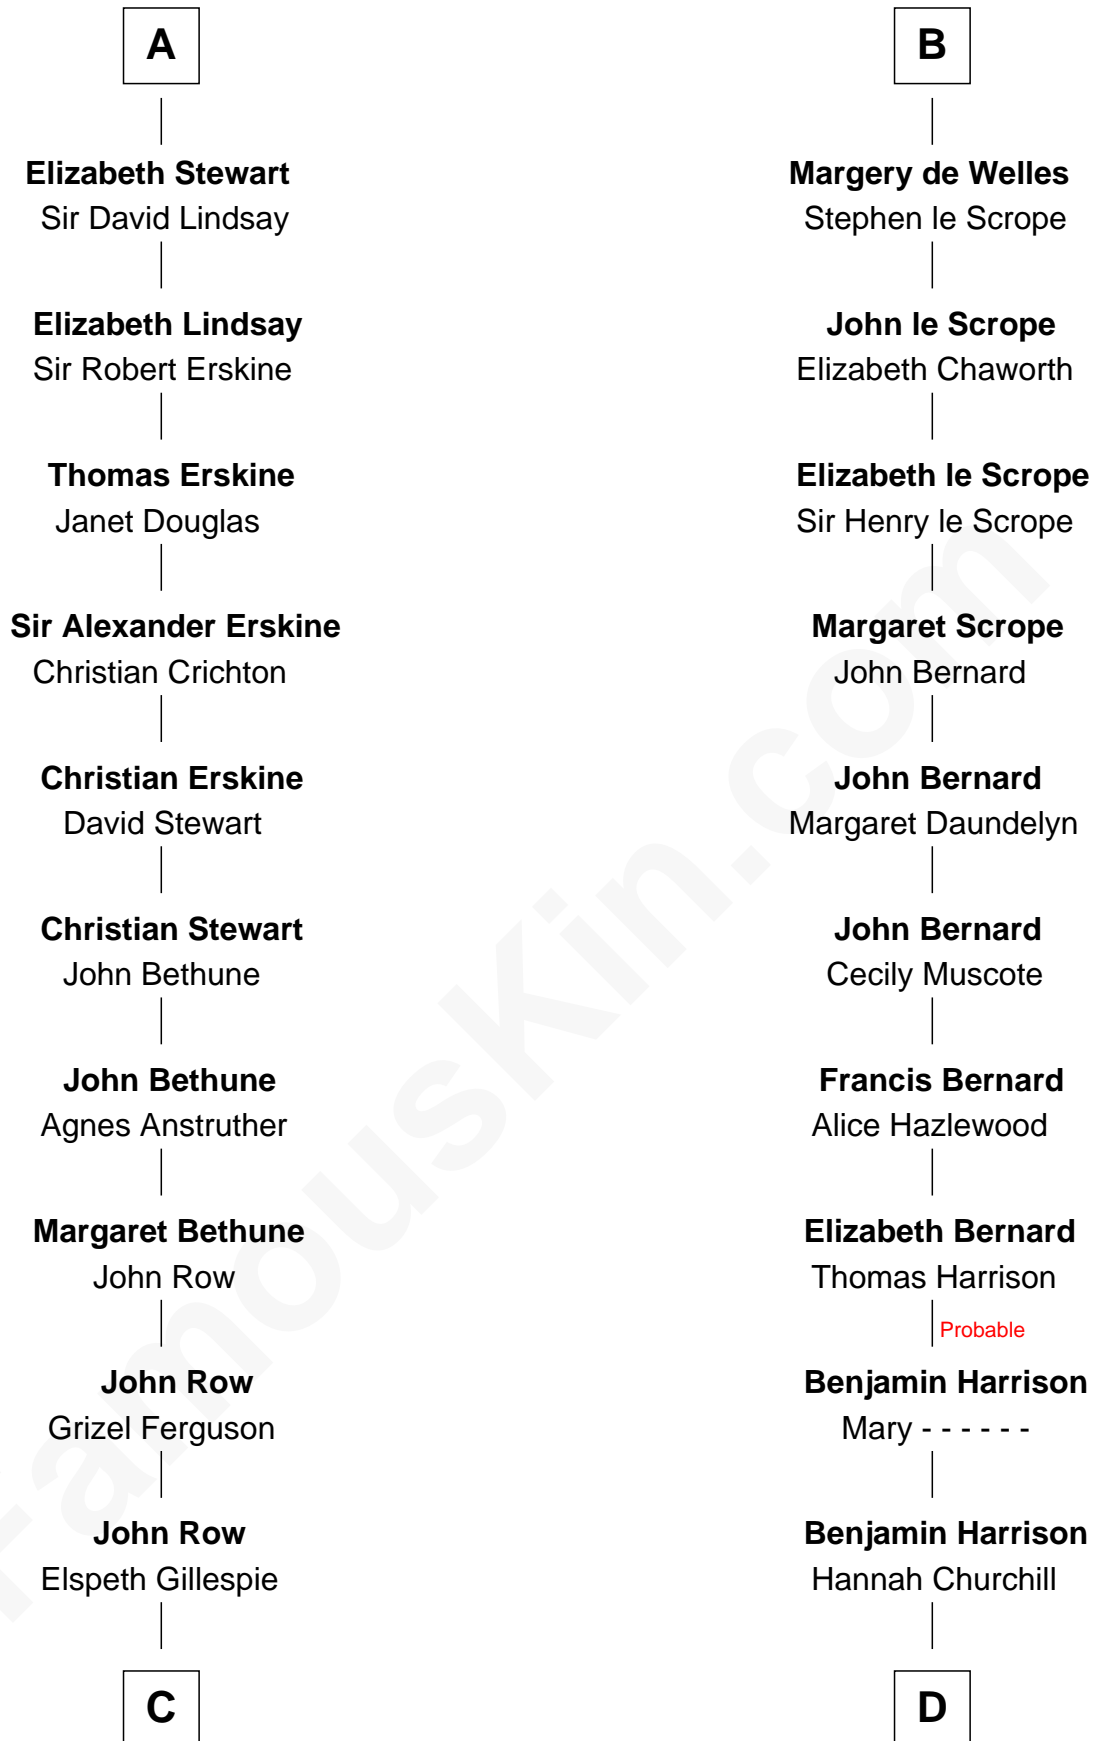 A
Elizabeth Stewart
Sir David Lindsay
Elizabeth Lindsay
Sir Robert Erskine
Thomas Erskine
Janet Douglas
Sir Alexander Erskine
Christian Crichton
Christian Erskine
David Stewart
Christian Stewart
John Bethune
John Bethune
Agnes Anstruther
Margaret Bethune
John Row
John Row
Grizel Ferguson
John Row
Elspeth Gillespie
C
B
Margery de Welles
Stephen le Scrope
John le Scrope
Elizabeth Chaworth
Elizabeth le Scrope
Sir Henry le Scrope
Margaret Scrope
John Bernard
John Bernard
Margaret Daundelyn
John Bernard
Cecily Muscote
Francis Bernard
Alice Hazlewood
Elizabeth Bernard
Thomas Harrison
Probable
Benjamin Harrison
Mary - - - - - -
Benjamin Harrison
Hannah Churchill
D
FamousKin.com